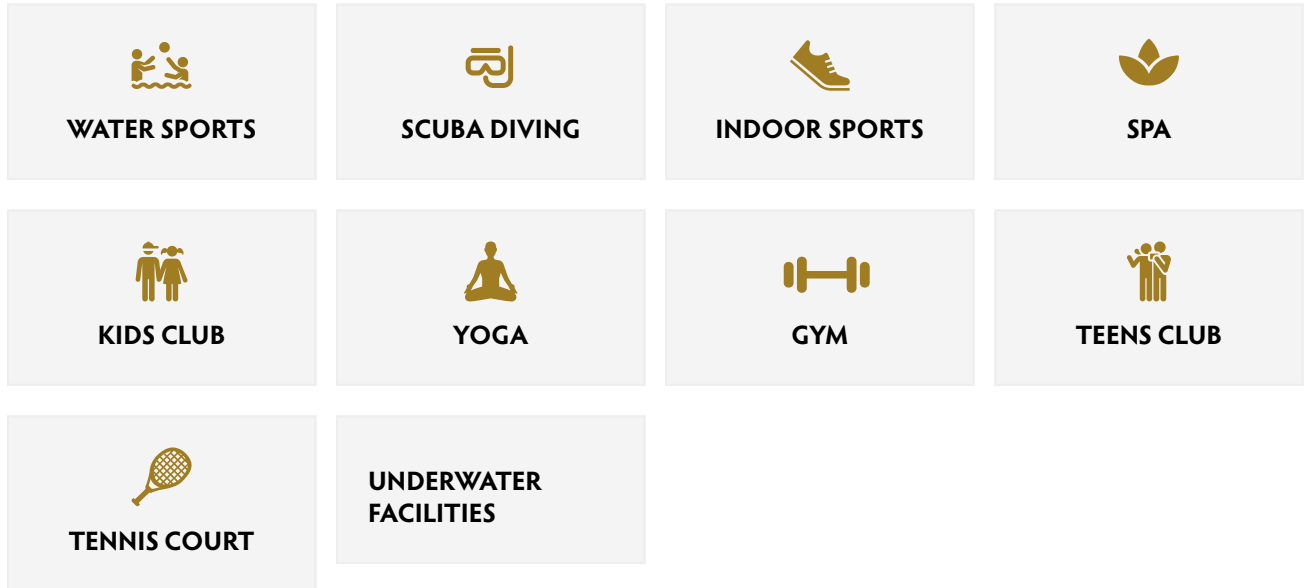 WATER SPORTS
SCUBA DIVING
INDOOR SPORTS
SPA
KIDS CLUB
YOGA
GYM
TEENS CLUB
TENNIS COURT
UNDERWATER
FACILITIES